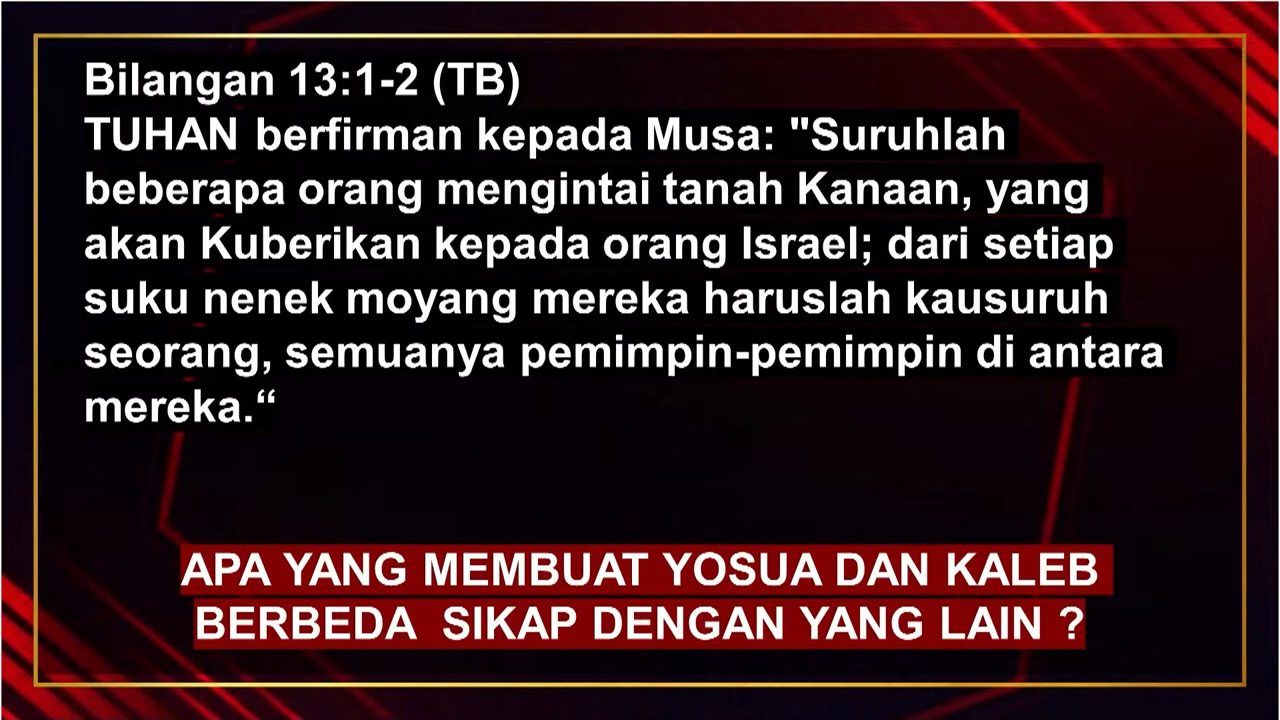 Bilangan 13:1-2 (TB)
TUHAN berfirman kepada Musa: "Suruhlah
beberapa orang mengintai tanah Kanaan, yang
akan Kuberikan kepada orang Israel; dari setiap
suku nenek moyang mereka haruslah kausuruh
seorang, semuanya pemimpin-pemimpin di antara
mereka.“
APA YANG MEMBUAT YOSUA DAN KALEB
BERBEDA  SIKAP DENGAN YANG LAIN ?